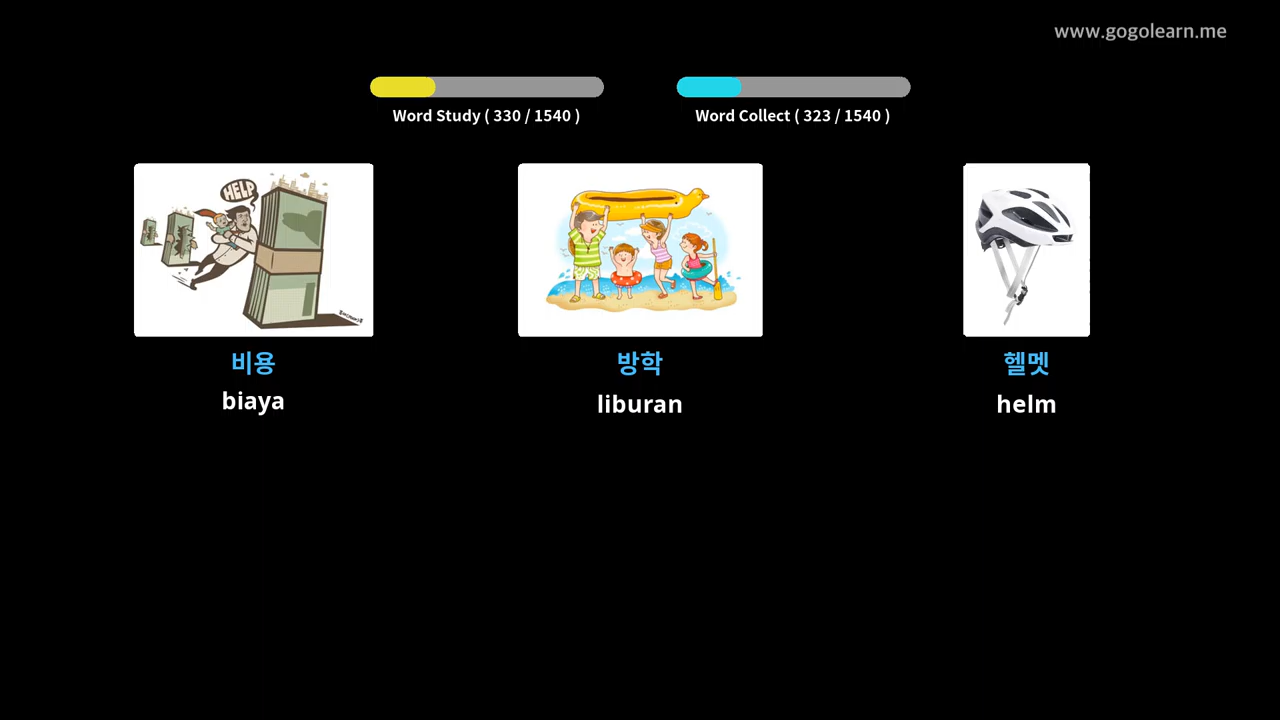 www.gogolearn.me
Word Study ( 330 / 1540 )
Word Collect ( 323 / 1540 )
HELP
비용
방학
헬멧
biaya
liburan
helm